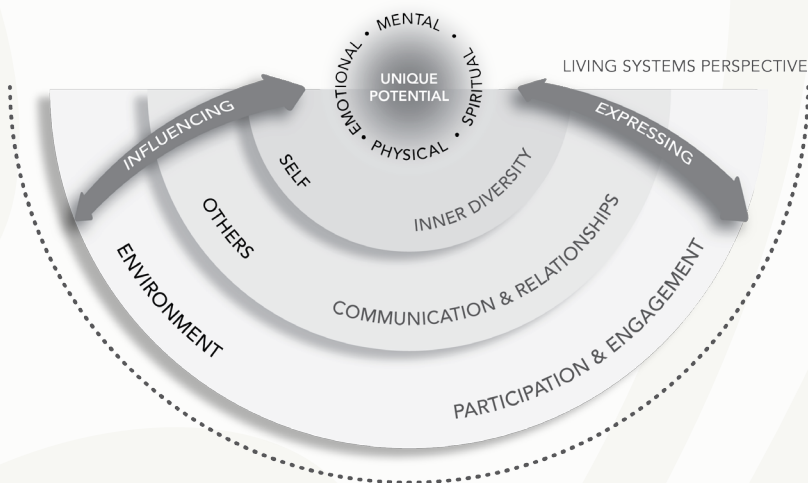 • MENTAL •
EMOTIONAL
SPIRITUAL
• PHYSICAL •
UNIQUE
POTENTIAL
LIVING SYSTEMS PERSPECTIVE
INFLUENCING
EXPRESSING
SELF
INNER DIVERSITY
OTHERS
COMMUNICATION & RELATIONSHIPS
ENVIRONMENT
PARTICIPATION & ENGAGEMENT